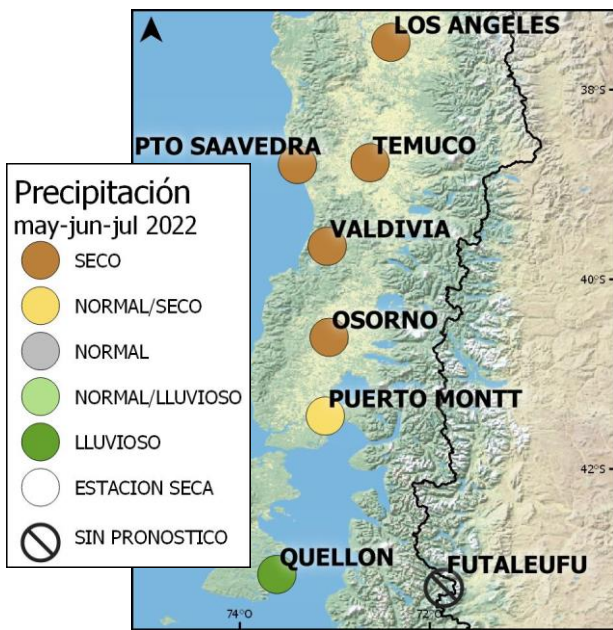 LOS ANGELES
38°S
PTO SAAVEDRA
TEMUCO
Precipitación
may-jun-jul 2022
SECO
NORMAL/SECO
NORMAL
NORMAL/LLUVIOSO
LLUVIOSO
ESTACION SECA
SIN PRONOSTICO
VALDIVIA
40°S
OSORNO
PUERTO MONTT
42°S
QUELLON
FUTALEUFU
74°O
72°O